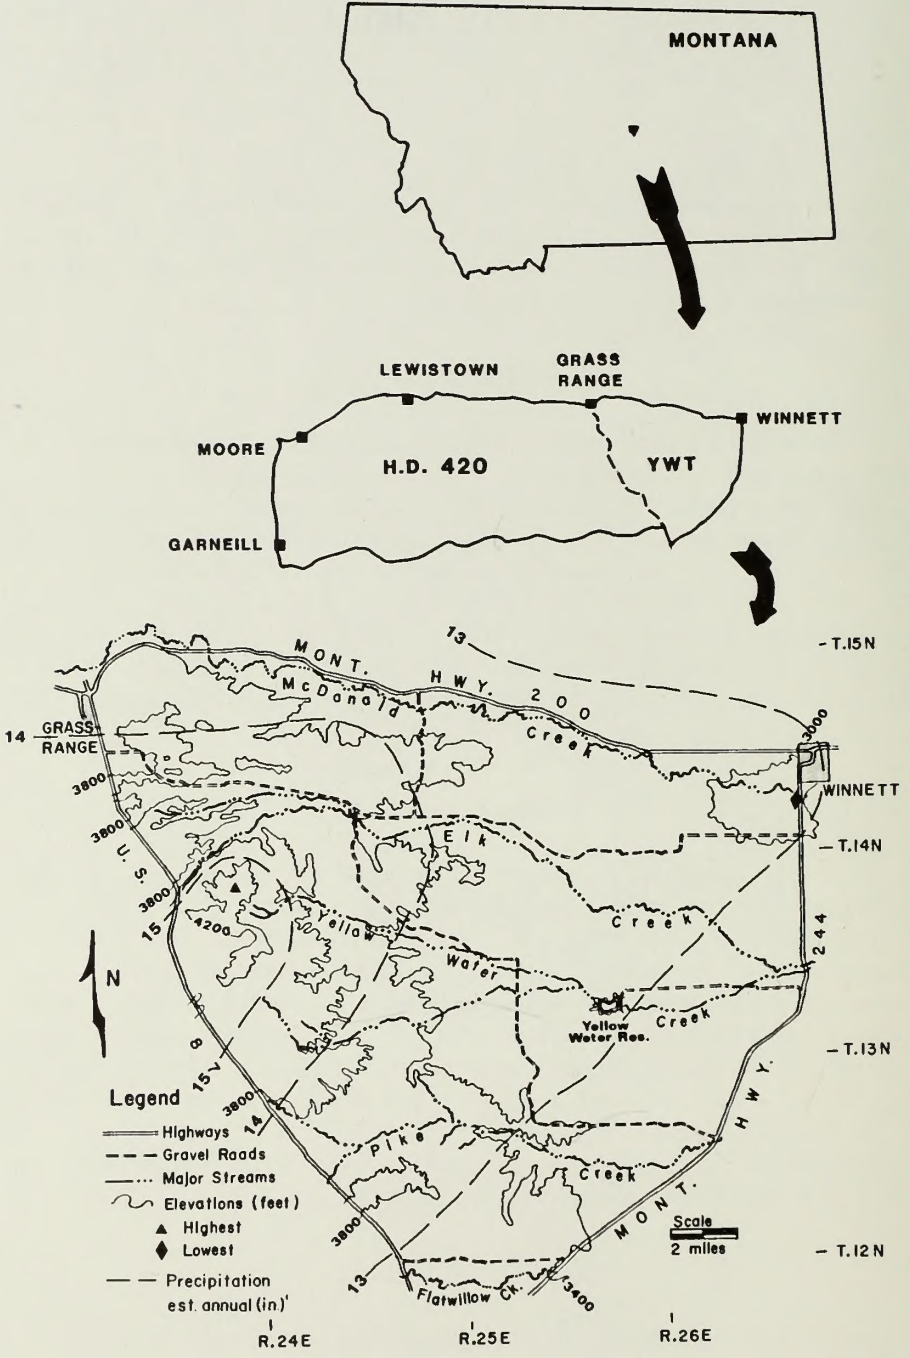 MONTANA
LEWISTOWN
GRASS
RANGE
WINNETT
MOORE
H.D. 420
YWT
GARNEILL
13
T.15N
MONT. HWY. 200
McDonald Creek
3000
14
GRASS
RANGE
3800
WINNETT
3800
Elk Creek
T.14N
U.S. 87
3800
15
4200
Yellow Water Creek
244
N
Yellow
Water Res.
T.13N
15
Legend
3800
14
MONT. HWY.
Highways
Gravel Roads
Pike Creek
Major Streams
Elevations (feet)
Highest
Lowest
3800
Scale
2 miles
T.12N
13
Precipitation
est. annual (in.)'
Flatwillow Ck.
3400
R.24E
R.25E
R.26E